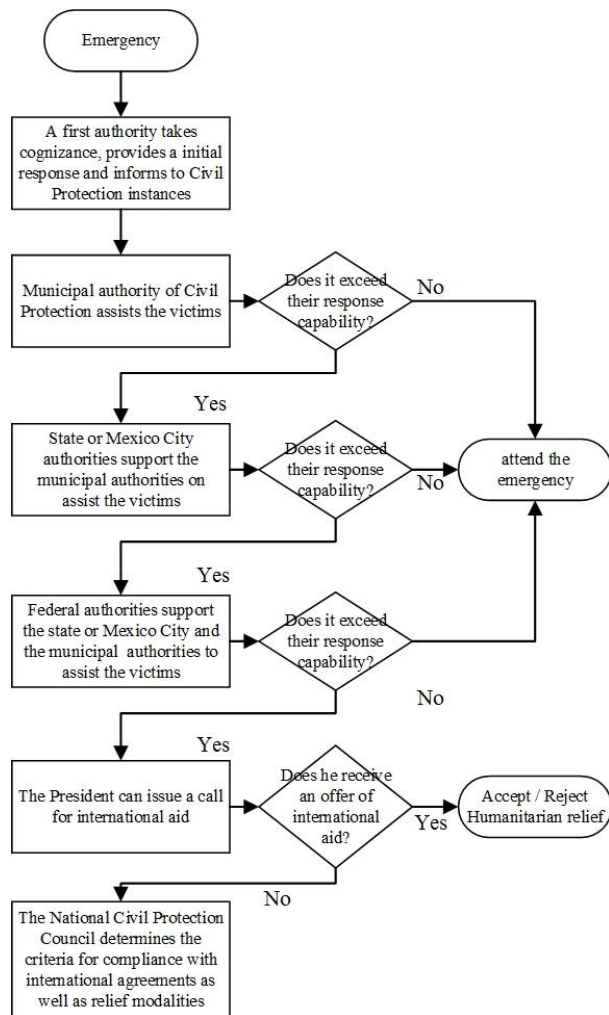 Emergency
A first authority takes
cognizance, provides a initial
response and informs to Civil
Protection instances
Municipal authority of Civil
Protection assists the victims
Does it exceed
their response
capability?
No
Yes
State or Mexico City
authorities support the
municipal authorities on
assist the victims
Does it exceed
their response
capability?
No
attend the
emergency
Yes
Federal authorities support
the state or Mexico City and
the municipal authorities to
assist the victims
Does it exceed
their response
capability?
No
Yes
The President can issue a call
for international aid
Does he receive
an offer of
international
aid?
Yes
Accept / Reject
Humanitarian relief
No
The National Civil Protection
Council determines the
criteria for compliance with
international agreements as
well as relief modalities